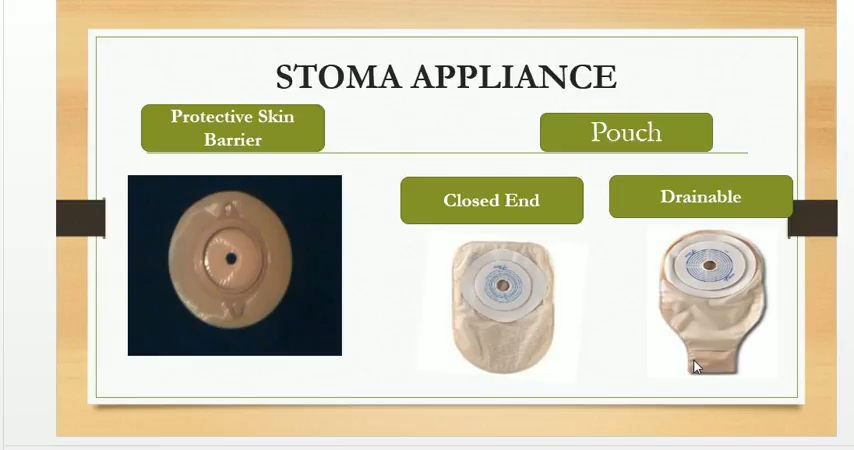 STOMA APPLIANCE
Protective Skin
Barrier
Pouch
Closed End
Drainable